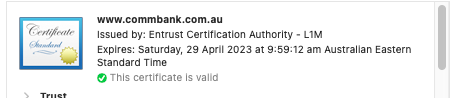 Certificate
Standard
www.commbank.com.au
Issued by: Entrust Certification Authority - L1M
Expires: Saturday, 29 April 2023 at 9:59:12 am Australian Eastern
Standard Time
This certificate is valid
Trust